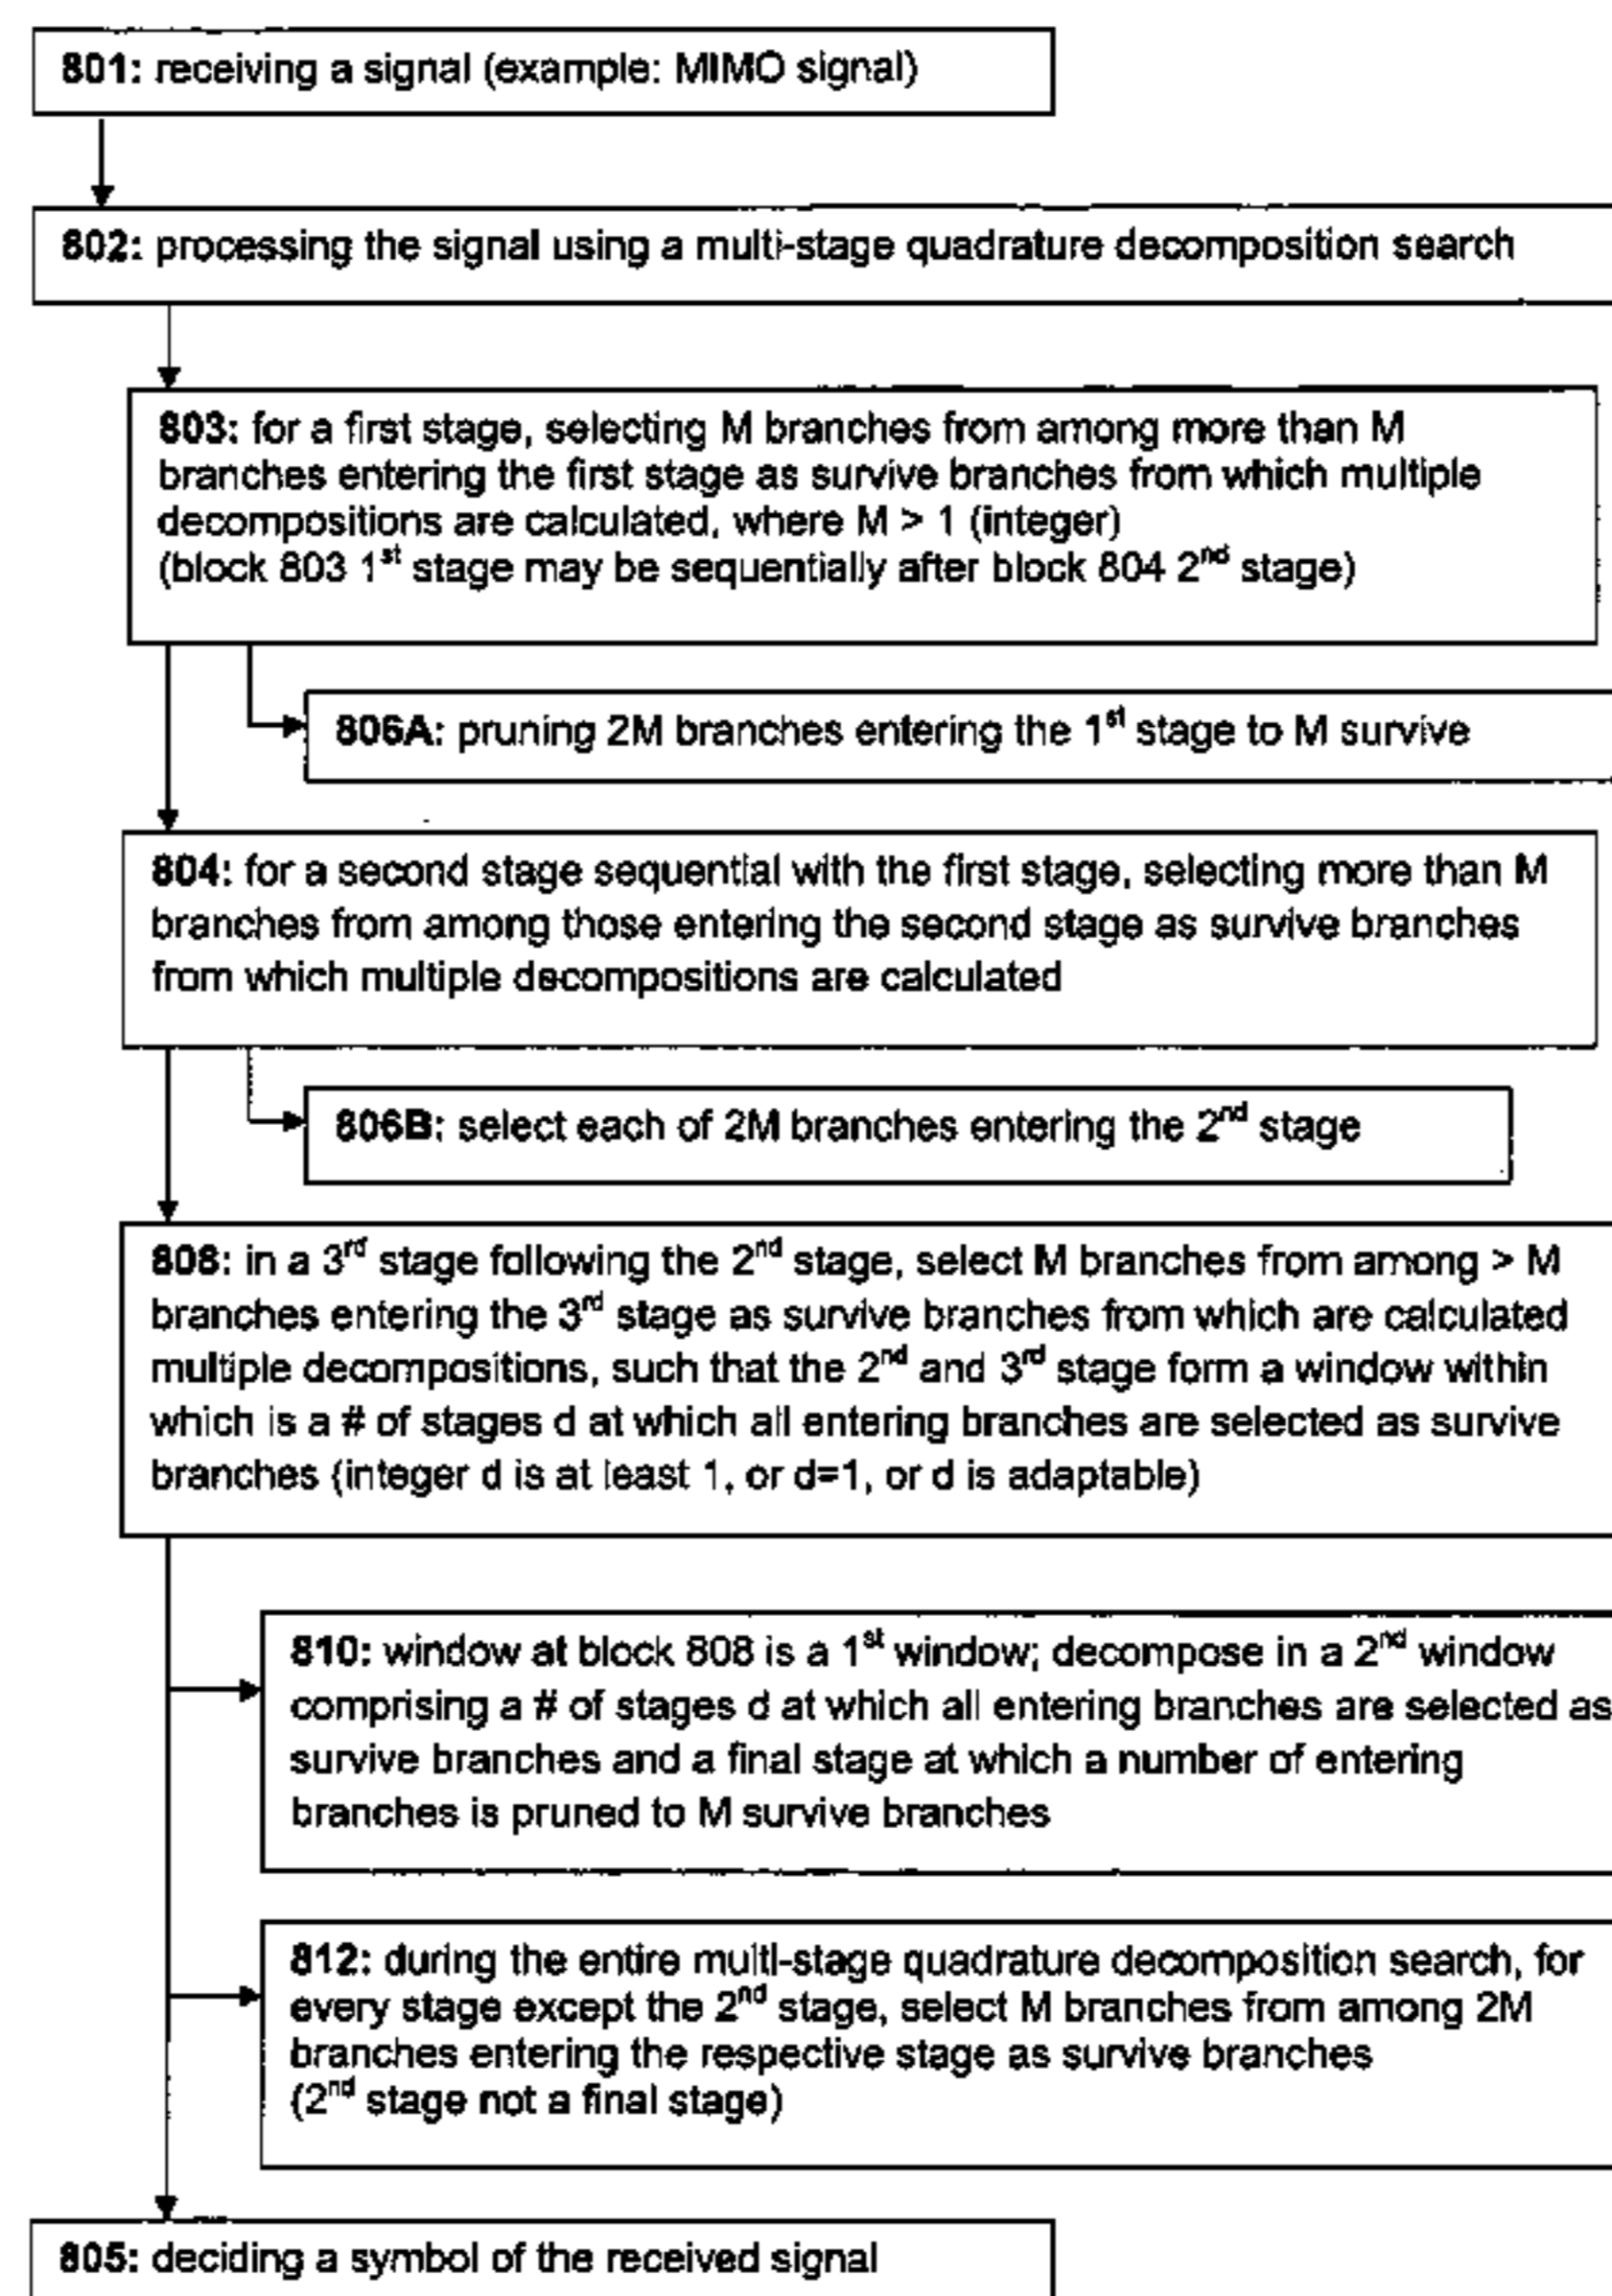 801: receiving a signal (example: MIMO signal)
802: processing the signal using a multi-stage quadrature decomposition search
803: for a first stage, selecting M branches from among more than M
branches entering the first stage as survive branches from which multiple
decompositions are calculated, where M > 1 (integer)
(block 803 1st stage may be sequentially after block 804 2nd stage)
806A: pruning 2M branches entering the 1st stage to M survive
804: for a second stage sequential with the first stage, selecting more than M
branches from among those entering the second stage as survive branches
from which multiple decompositions are calculated
806B: select each of 2M branches entering the 2nd stage
808: in a 3rd stage following the 2nd stage, select M branches from among > M
branches entering the 3rd stage as survive branches from which are calculated
multiple decompositions, such that the 2nd and 3rd stage form a window within
which is a # of stages d at which all entering branches are selected as survive
branches (integer d is at least 1, or d=1, or d is adaptable)
810: window at block 808 is a 1st window; decompose in a 2nd window
comprising a # of stages d at which all entering branches are selected as
survive branches and a final stage at which a number of entering
branches is pruned to M survive branches
812: during the entire multi-stage quadrature decomposition search, for
every stage except the 2nd stage, select M branches from among 2M
branches entering the respective stage as survive branches
(2nd stage not a final stage)
805: deciding a symbol of the received signal